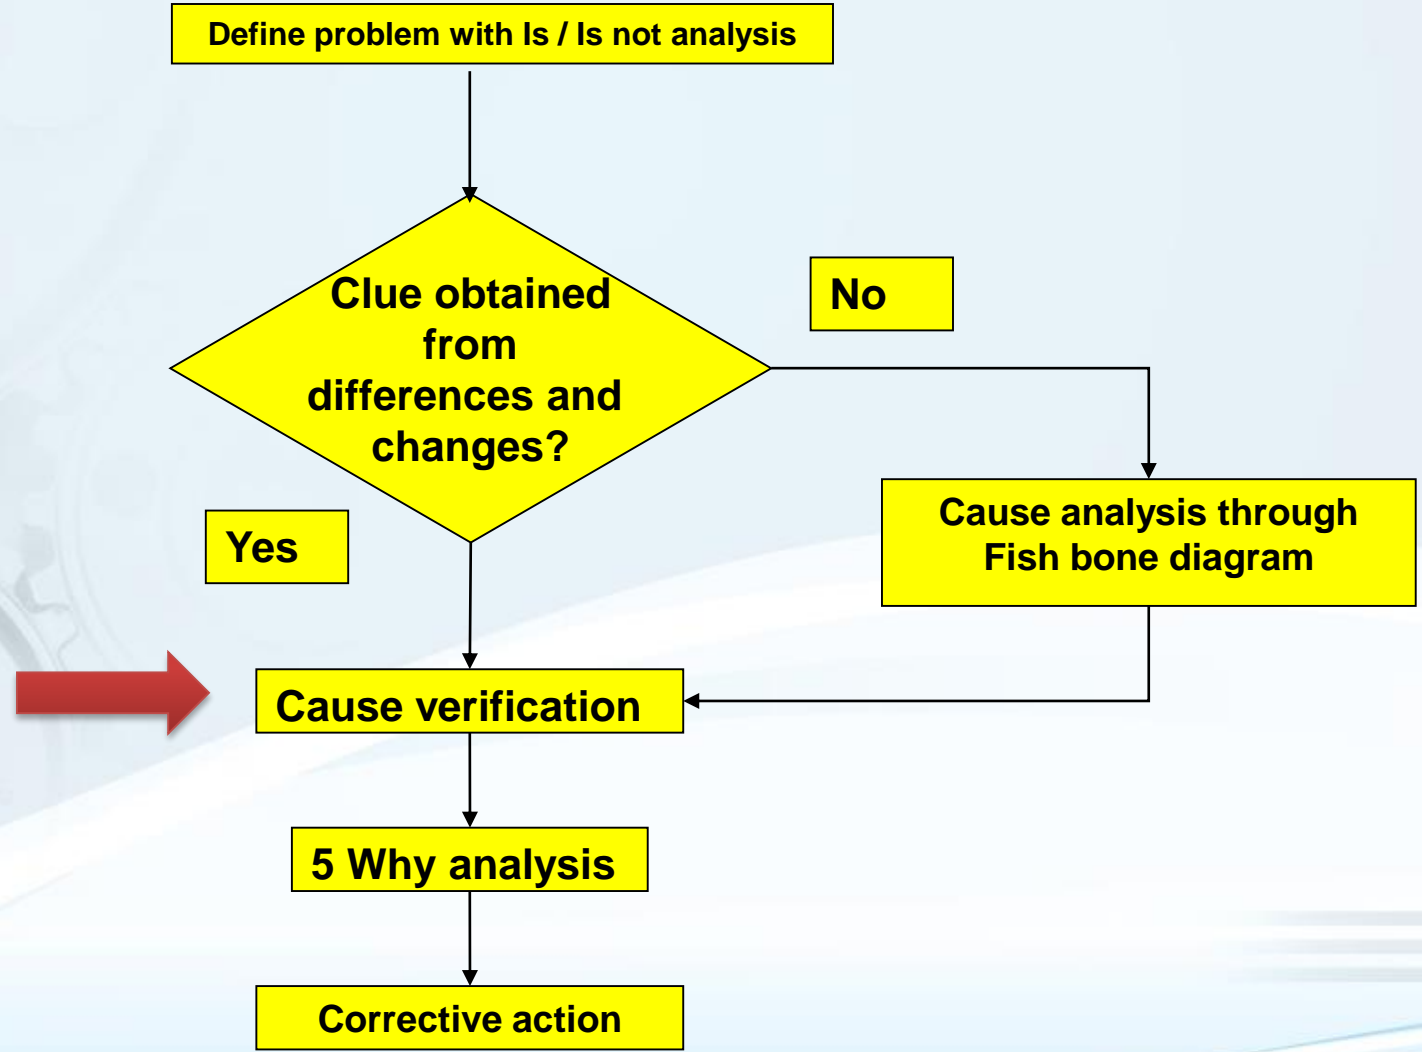 Define problem with Is / Is not analysis
Clue obtained
from
differences and
changes?
No
Yes
Cause analysis through
Fish bone diagram
Cause verification
5 Why analysis
Corrective action